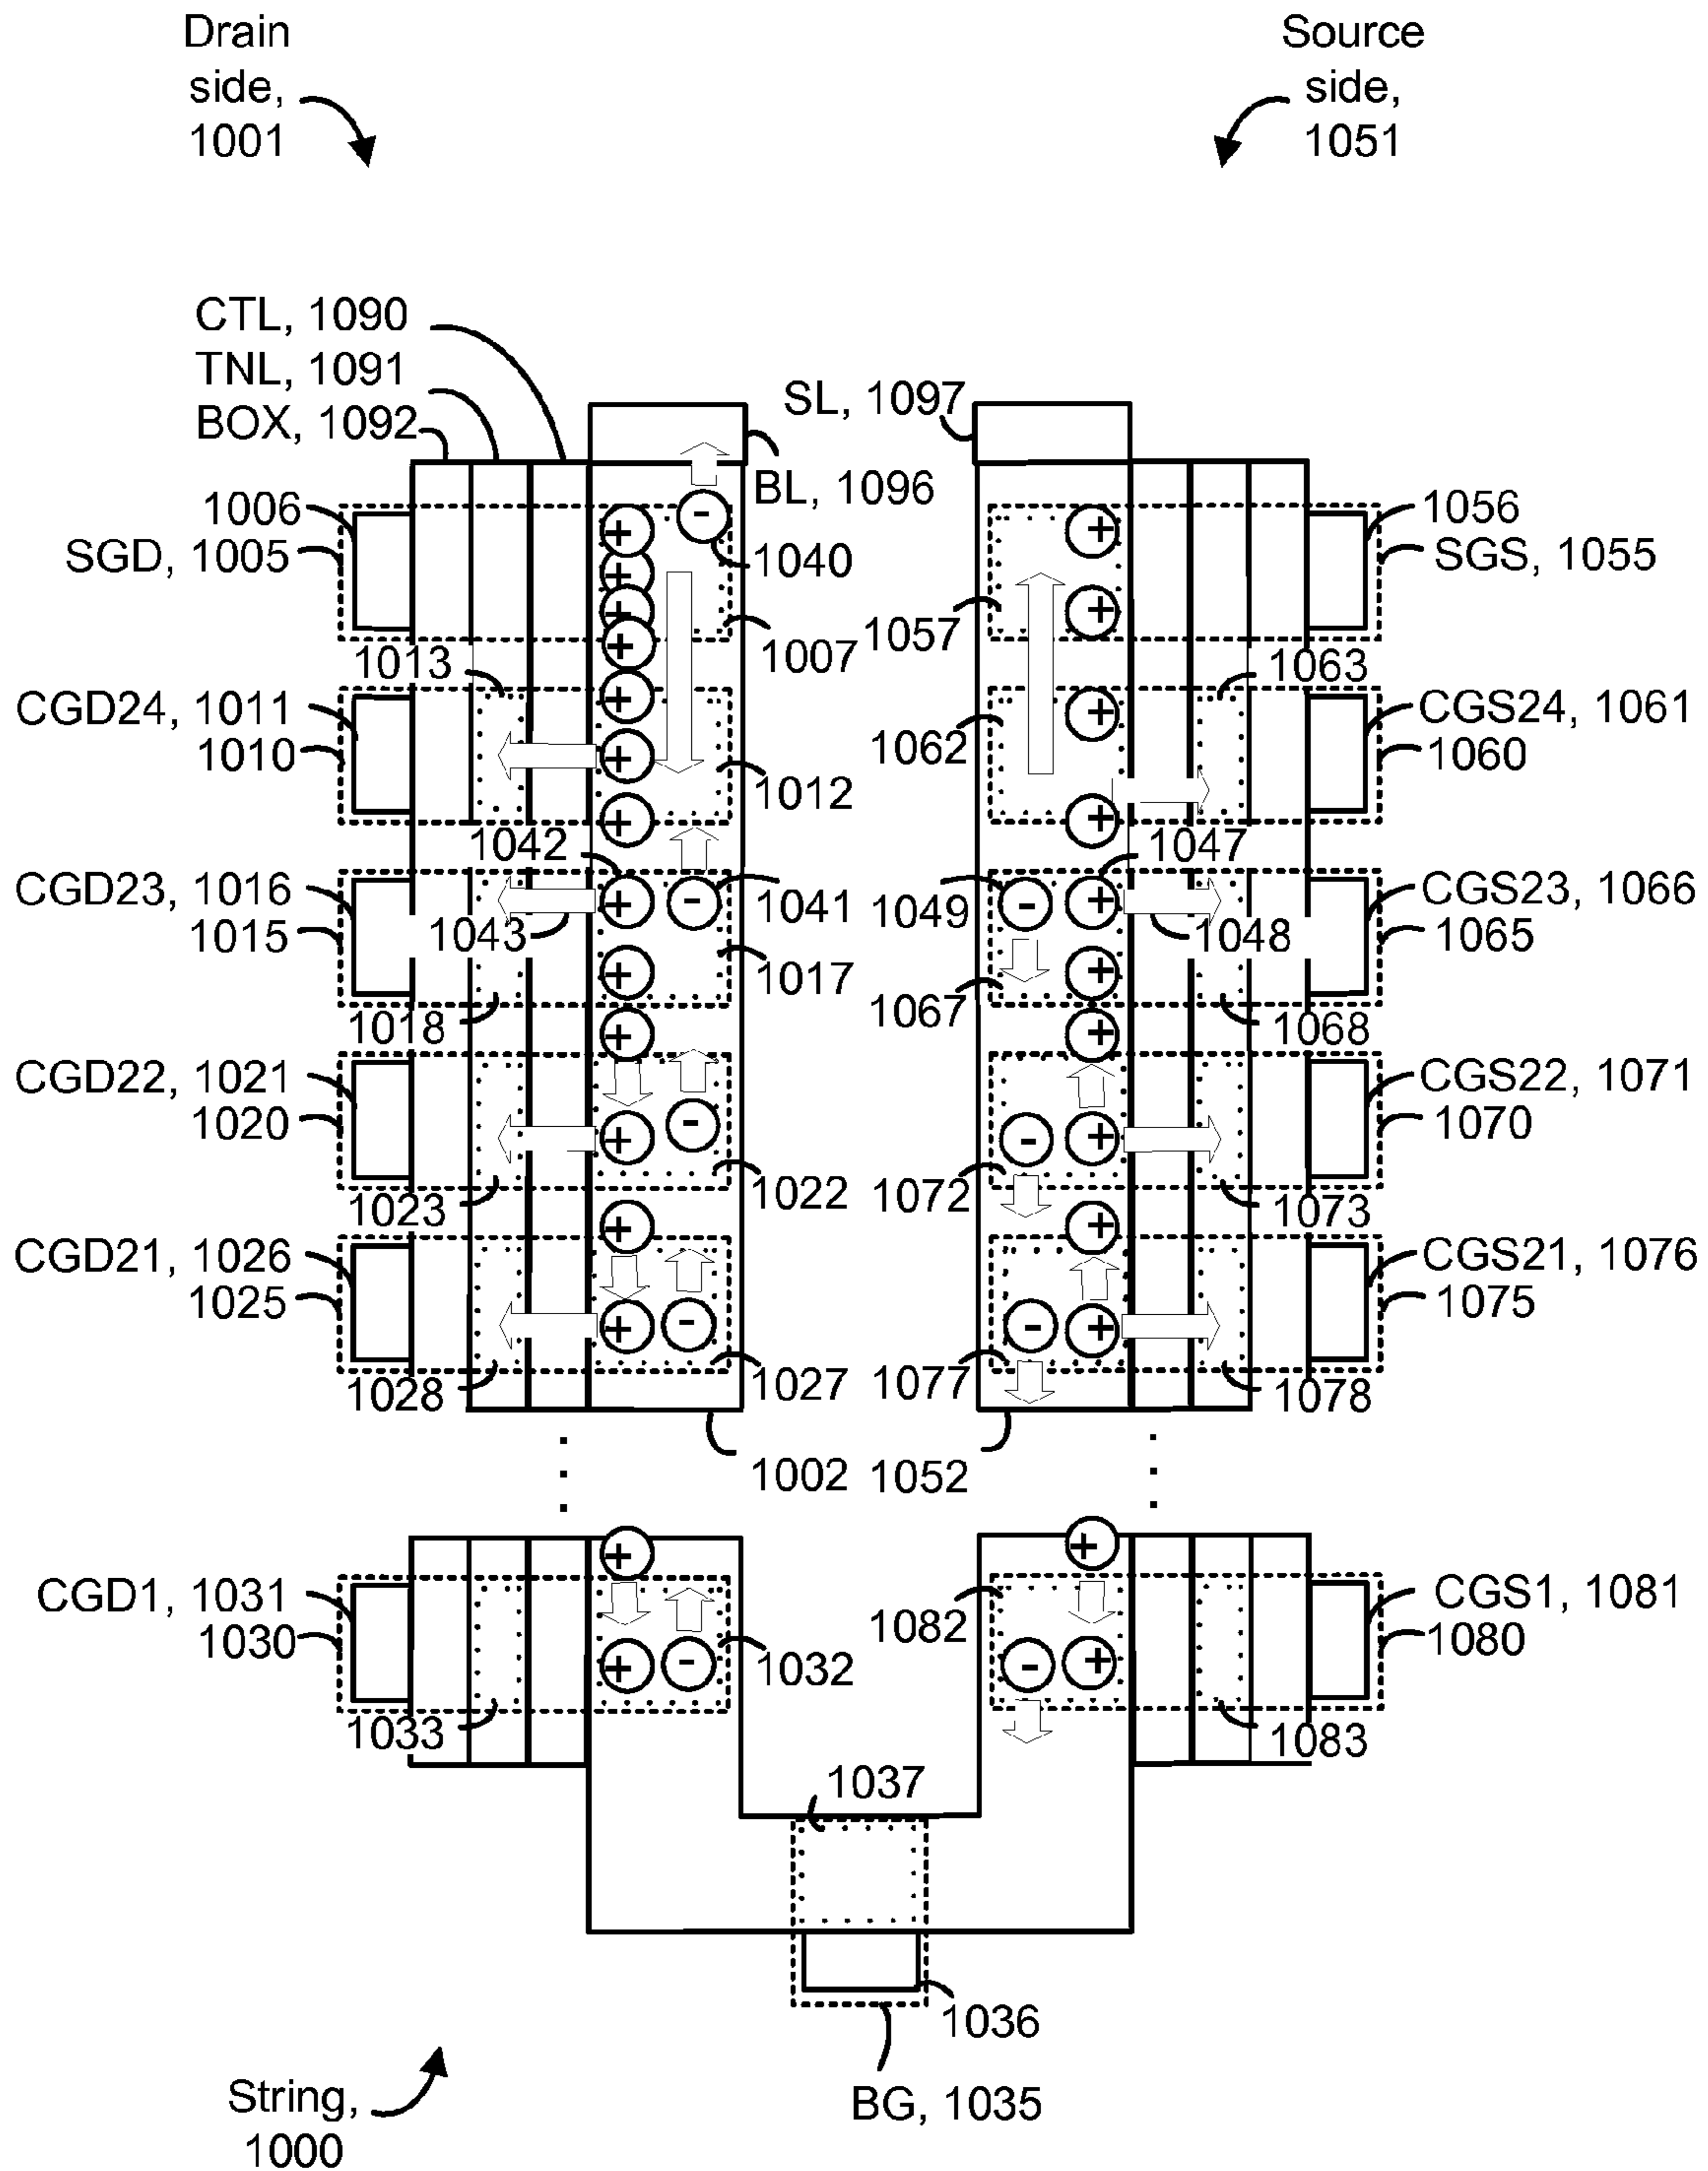 Drain
side,
1001
Source
side,
1051
CTL, 1090
TNL, 1091
BOX, 1092
SL, 1097
BL, 1096
1006
SGD, 1005
1040
1056
SGS, 1055
1057
1007
1013
1063
CGD24, 1011
1010
1062
1012
CGS24, 1061
1060
1042
1047
CGD23, 1016
1015
1043
1041
1049
1048
CGS23, 1066
1065
1017
1067
1018
1068
CGD22, 1021
1020
CGS22, 1071
1070
1022
1072
1023
1073
CGD21, 1026
1025
CGS21, 1076
1075
1027
1077
1028
1078
1002
1052
CGD1, 1031
1030
1032
1082
CGS1, 1081
1080
1033
1083
1037
1036
BG, 1035
String,
1000